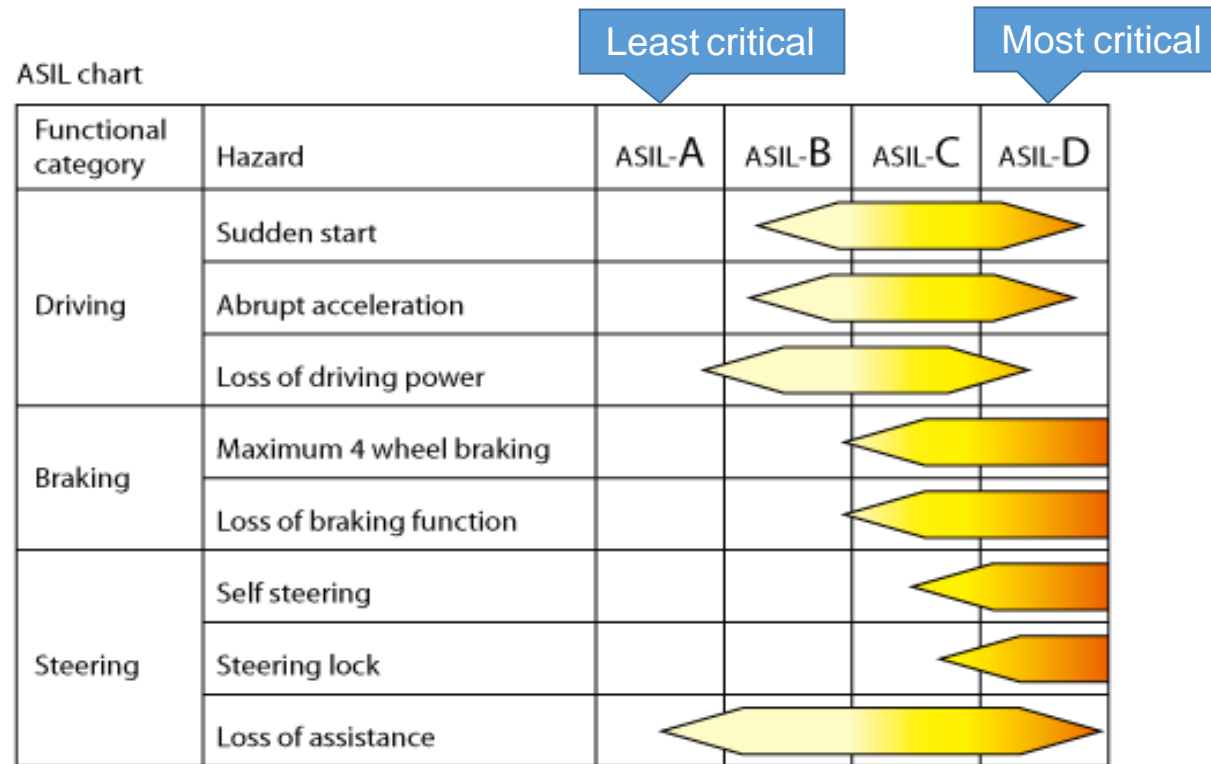 Least critical
Most critical
ASIL chart
Functional
category
Hazard
ASIL-A
ASIL-B
ASIL-C
ASIL-D
Driving
Sudden start
Abrupt acceleration
Loss of driving power
Braking
Maximum 4 wheel braking
Loss of braking function
Steering
Self steering
Steering lock
Loss of assistance